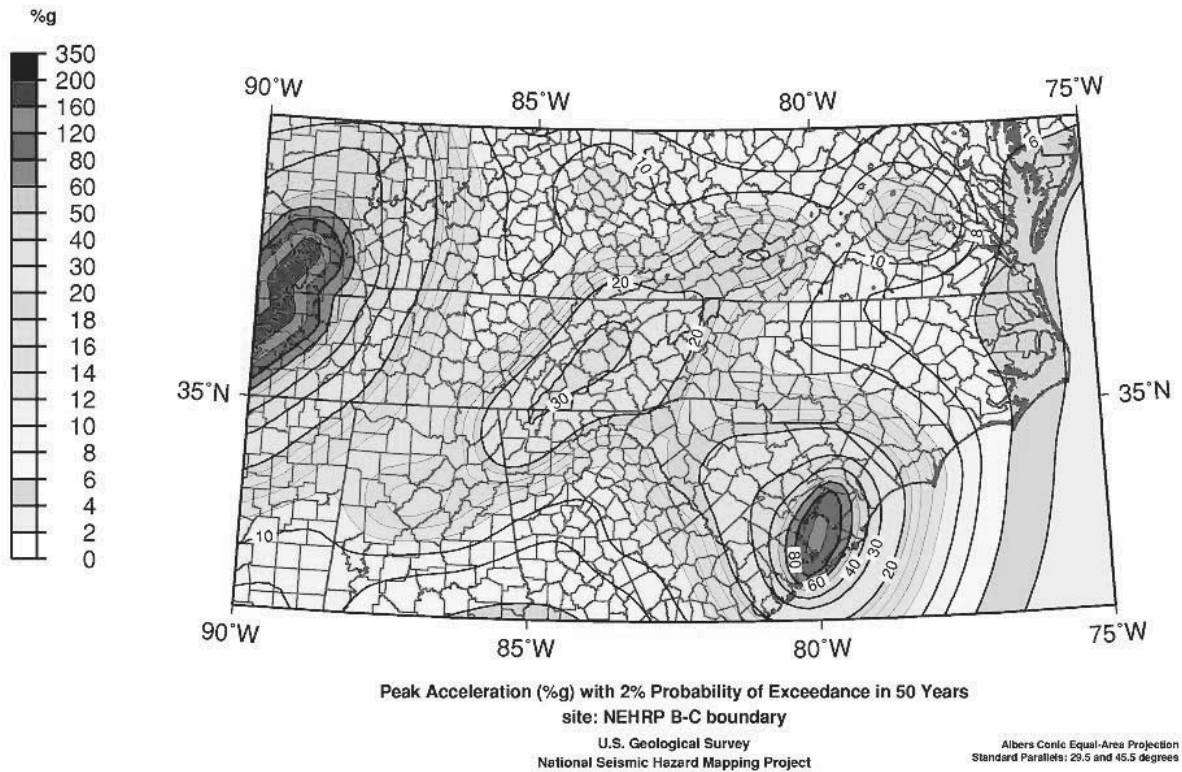 %g
350
200
160
120
80
60
50
40
30
20
18
16
14
12
10
8
6
4
2
0
90°W
85°W
80°W
75°W
6
10
8
10
20
20
35°N
35°N
30
10
80
60
40
30
20
90°W
85°W
80°W
75°W
Peak Acceleration (%g) with 2% Probability of Exceedance in 50 Years
site: NEHRP B-C boundary
U.S. Geological Survey
National Seismic Hazard Mapping Project
Albers Conic Equal-Area Projection
Standard Parallels: 29.5 and 45.5 degrees